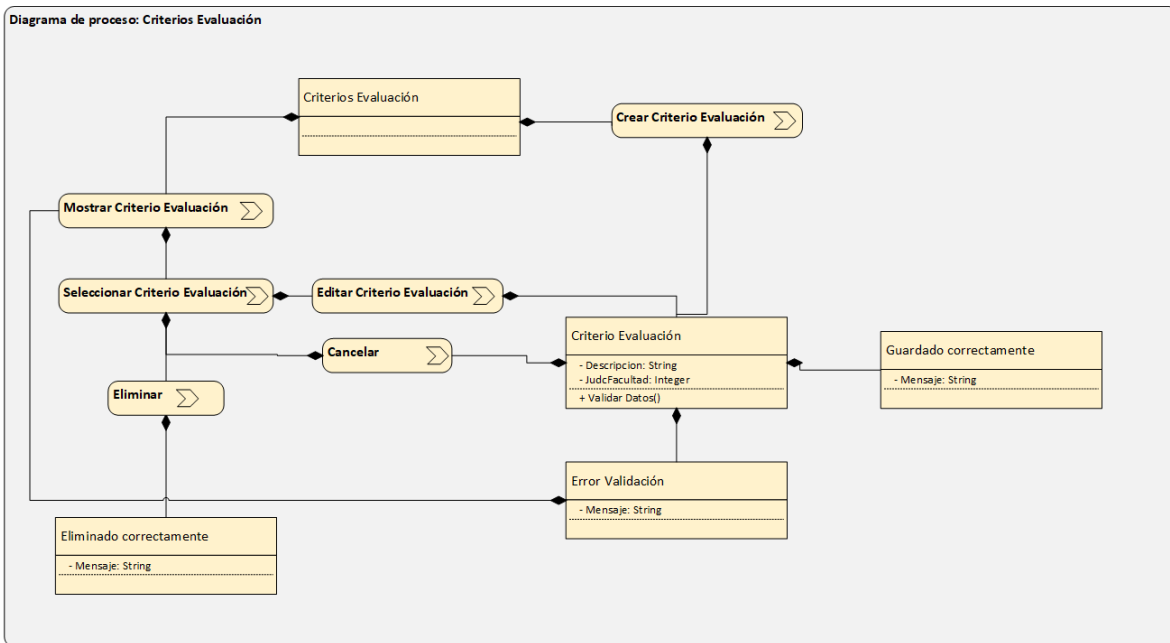 Diagrama de proceso: Criterios Evaluación
Criterios Evaluación
Crear Criterio Evaluación
Mostrar Criterio Evaluación
Seleccionar Criterio Evaluación
Editar Criterio Evaluación
Criterio Evaluación
- Descripcion: String
- JudcFacultad: Integer
+ Validar Datos()
Guardado correctamente
- Mensaje: String
Cancelar
Eliminar
Error Validación
- Mensaje: String
Eliminado correctamente
- Mensaje: String